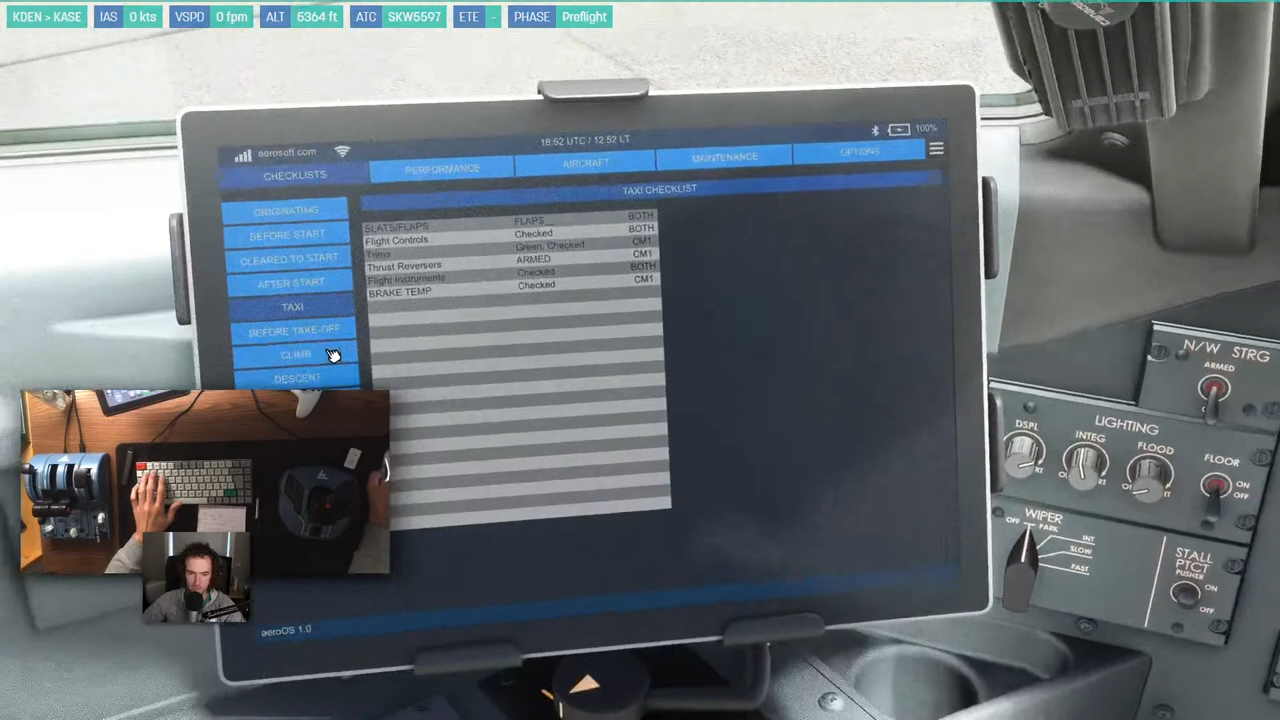 KDEN > KASE IAS 0 kts VSPD 0 fpm ALT 5364 ft ATC SKW5597 ETE - PHASE Preflight
aerosoft.com 18:52 UTC / 12:52 LT 100%
CHECKLISTS PERFORMANCE AIRCRAFT MAINTENANCE OPTIONS
TAXI CHECKLIST
ORIGINATING
BEFORE START
CLEARED TO START
AFTER START
TAXI
BEFORE TAKE-OFF
CLIMB
DESCENT
SLATS/FLAPS FLAPS__ BOTH
Flight Controls Checked BOTH
Trims Green, Checked CM1
Thrust Reversers ARMED CM1
Flight Instruments Checked BOTH
BRAKE TEMP Checked CM1
aeroOS 1.0
N/W STRG
ARMED
LIGHTING
DSPL INTEG FLOOD FLOOR
ON
OFF
WIPER
OFF PARK
INT
SLOW
FAST
STALL
PTCT
PUSHER
ON
OFF